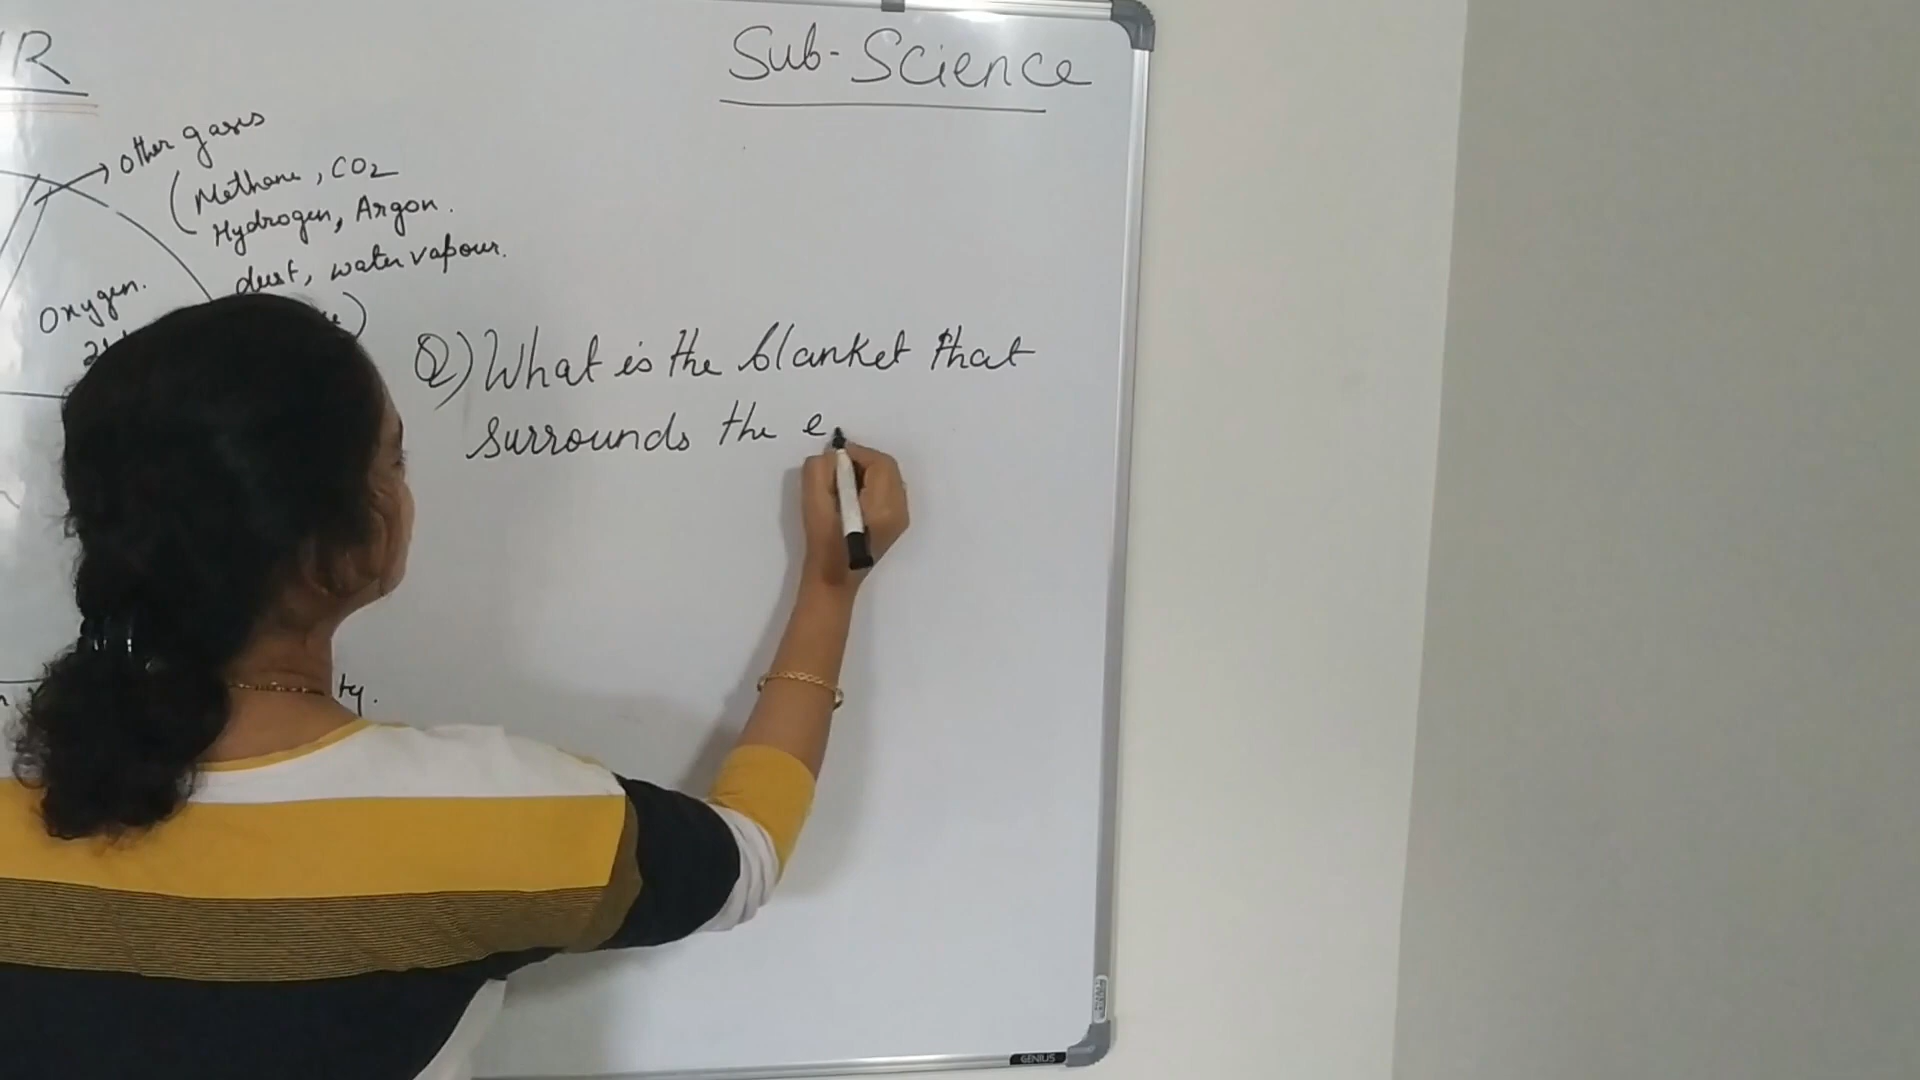 R
Sub-Science
Other gases
(Methane, CO2
Hydrogen, Argon.
dust, water vapour.
)
Oxygen.
Q) What is the blanket that
surrounds the e
ty.
GENIUS